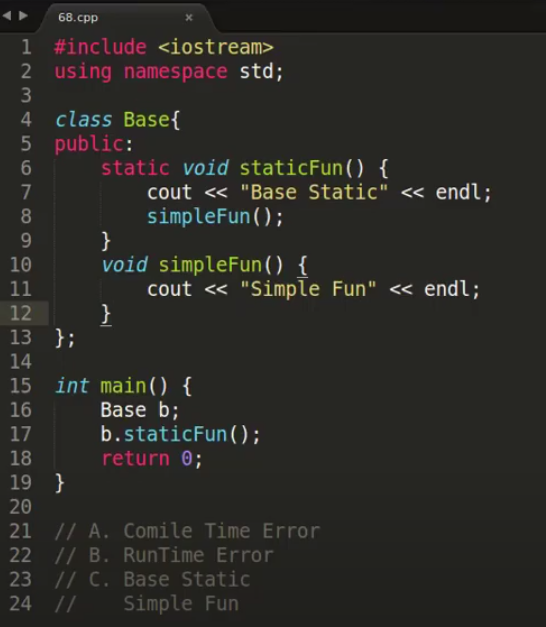 68.cpp ×
1 #include <iostream>
2 using namespace std;
3
4 class Base{
5 public:
6     static void staticFun() {
7         cout << "Base Static" << endl;
8         simpleFun();
9     }
10     void simpleFun() {
11         cout << "Simple Fun" << endl;
12     }
13 };
14
15 int main() {
16     Base b;
17     b.staticFun();
18     return 0;
19 }
20
21 // A. Comile Time Error
22 // B. RunTime Error
23 // C. Base Static
24 //    Simple Fun